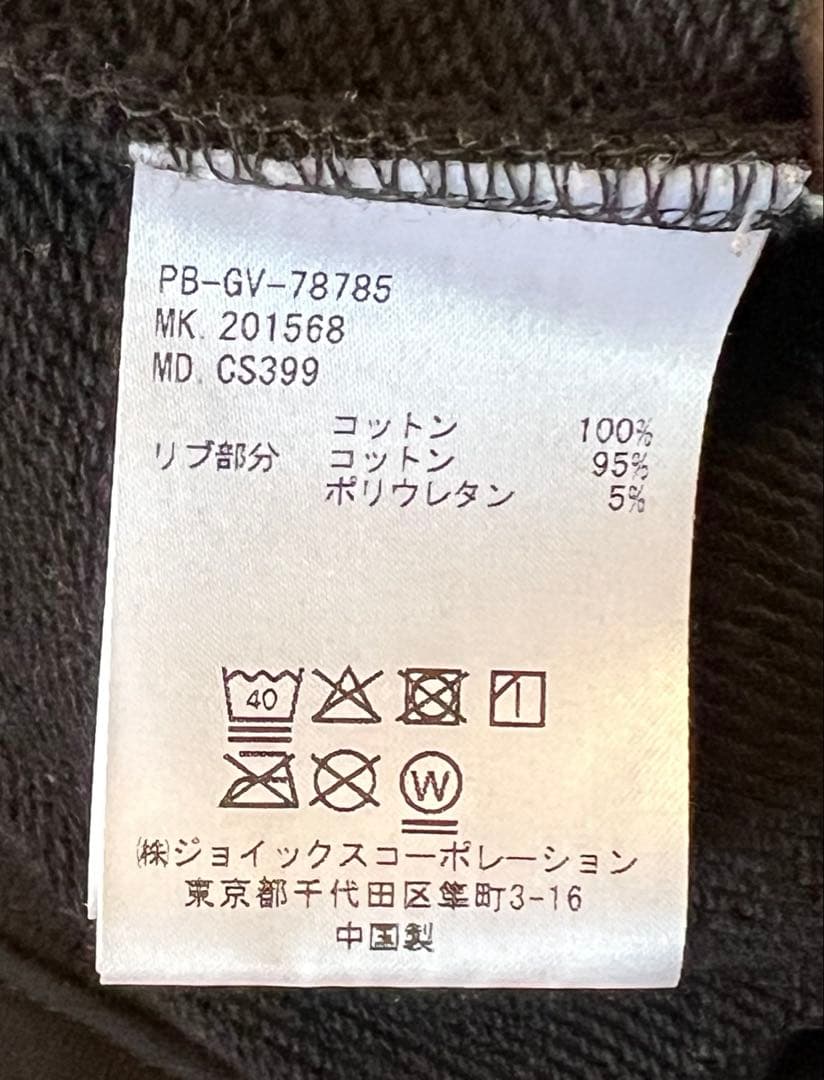 PB-GV-78785
MK. 201568
MD. CS399
コットン 100%
リブ部分 コットン 95%
ポリウレタン 5%
40
W
㈱ジョイックスコーポレーション
東京都千代田区隼町3-16
中国製